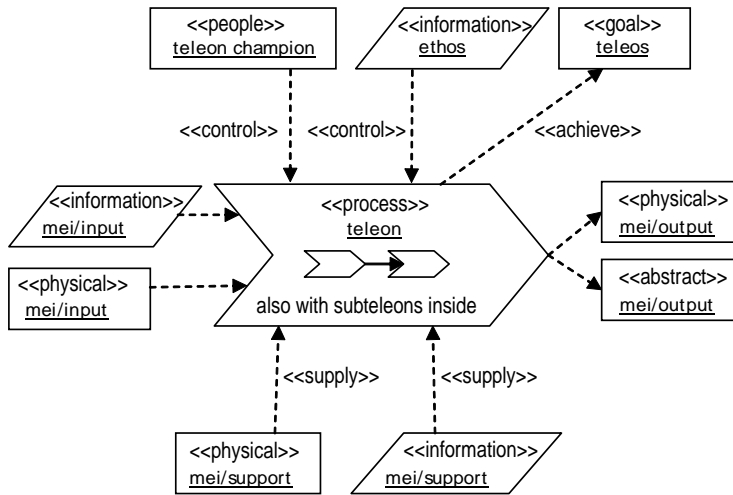 <<people>>
teleon champion
<<information>>
ethos
<<goal>>
teleos
<<control>>
<<control>>
<<achieve>>
<<information>>
mei/input
<<process>>
teleon
<<physical>>
mei/output
<<physical>>
mei/input
also with subteleons inside
<<abstract>>
mei/output
<<supply>>
<<supply>>
<<physical>>
mei/support
<<information>>
mei/support